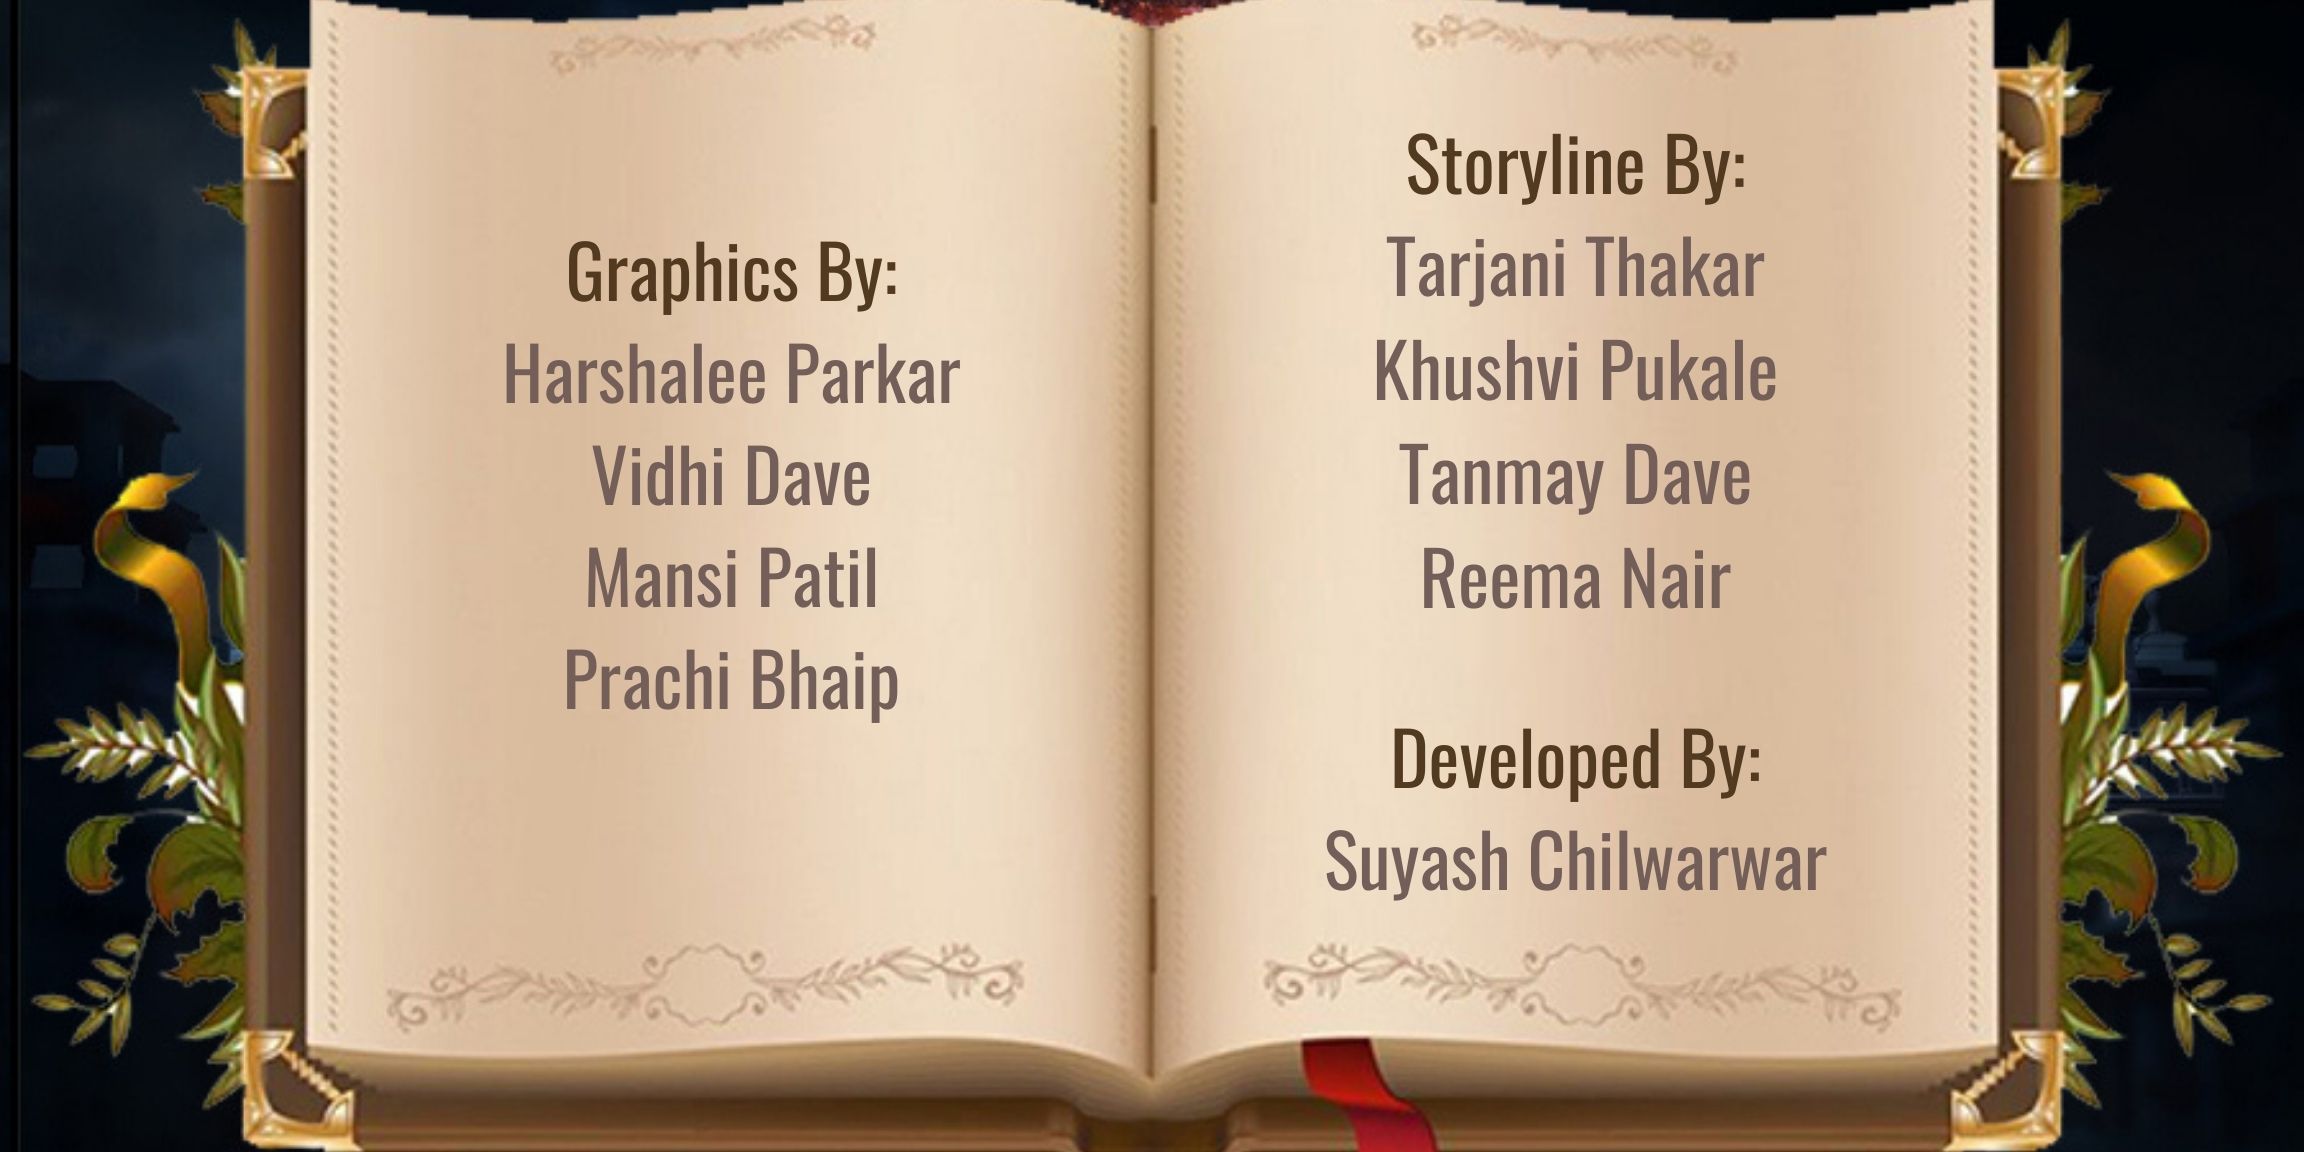 Graphics By:
Harshalee Parkar
Vidhi Dave
Mansi Patil
Prachi Bhaip
Storyline By:
Tarjani Thakar
Khushvi Pukale
Tanmay Dave
Reema Nair
Developed By:
Suyash Chilwarwar